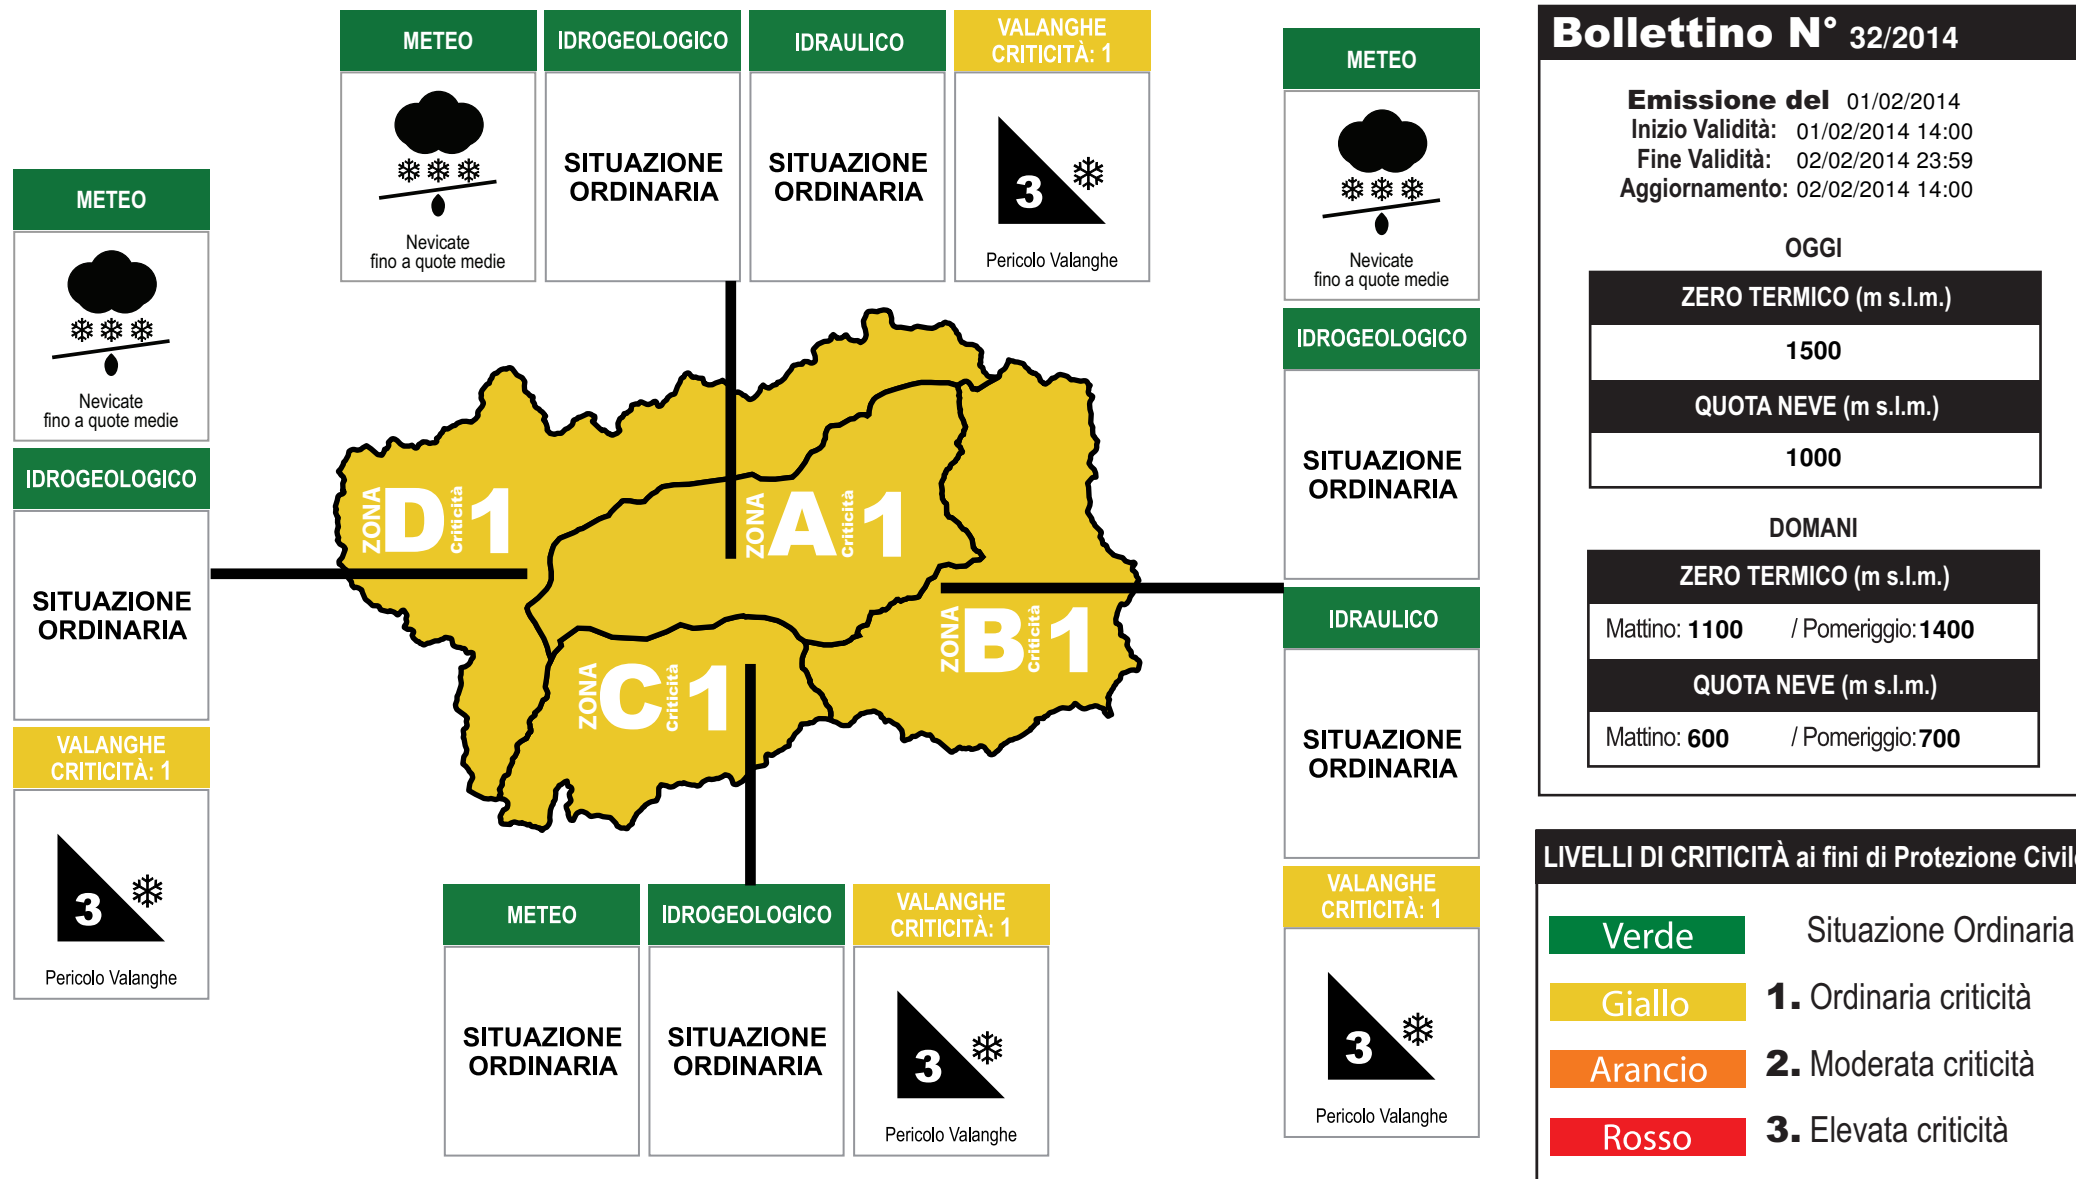 METEO
Nevicate
fino a quote medie
IDROGEOLOGICO
SITUAZIONE
ORDINARIA
IDRAULICO
SITUAZIONE
ORDINARIA
VALANGHE
CRITICITÀ: 1
3
Pericolo Valanghe
METEO
Nevicate
fino a quote medie
IDROGEOLOGICO
SITUAZIONE
ORDINARIA
VALANGHE
CRITICITÀ: 1
3
Pericolo Valanghe
ZONA D Criticità 1
ZONA A Criticità 1
ZONA B Criticità 1
ZONA C Criticità 1
METEO
SITUAZIONE
ORDINARIA
IDROGEOLOGICO
SITUAZIONE
ORDINARIA
VALANGHE
CRITICITÀ: 1
3
Pericolo Valanghe
METEO
Nevicate
fino a quote medie
IDROGEOLOGICO
SITUAZIONE
ORDINARIA
IDRAULICO
SITUAZIONE
ORDINARIA
VALANGHE
CRITICITÀ: 1
3
Pericolo Valanghe
Bollettino N° 32/2014
Emissione del 01/02/2014
Inizio Validità: 01/02/2014 14:00
Fine Validità: 02/02/2014 23:59
Aggiornamento: 02/02/2014 14:00
OGGI
ZERO TERMICO (m s.l.m.)
1500
QUOTA NEVE (m s.l.m.)
1000
DOMANI
ZERO TERMICO (m s.l.m.)
Mattino: 1100 / Pomeriggio: 1400
QUOTA NEVE (m s.l.m.)
Mattino: 600 / Pomeriggio: 700
LIVELLI DI CRITICITÀ ai fini di Protezione Civile
Verde Situazione Ordinaria
Giallo 1. Ordinaria criticità
Arancio 2. Moderata criticità
Rosso 3. Elevata criticità